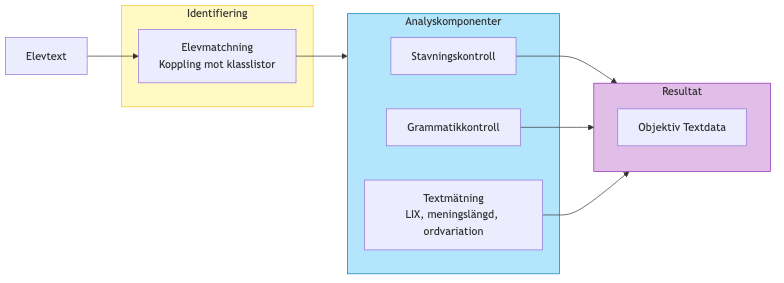 Elevtext
Identifiering
Elevmatchning
Koppling mot klasslistor
Analyskomponenter
Stavningskontroll
Grammatikkontroll
Textmätning
LIX, meningslängd,
ordvariation
Resultat
Objektiv Textdata